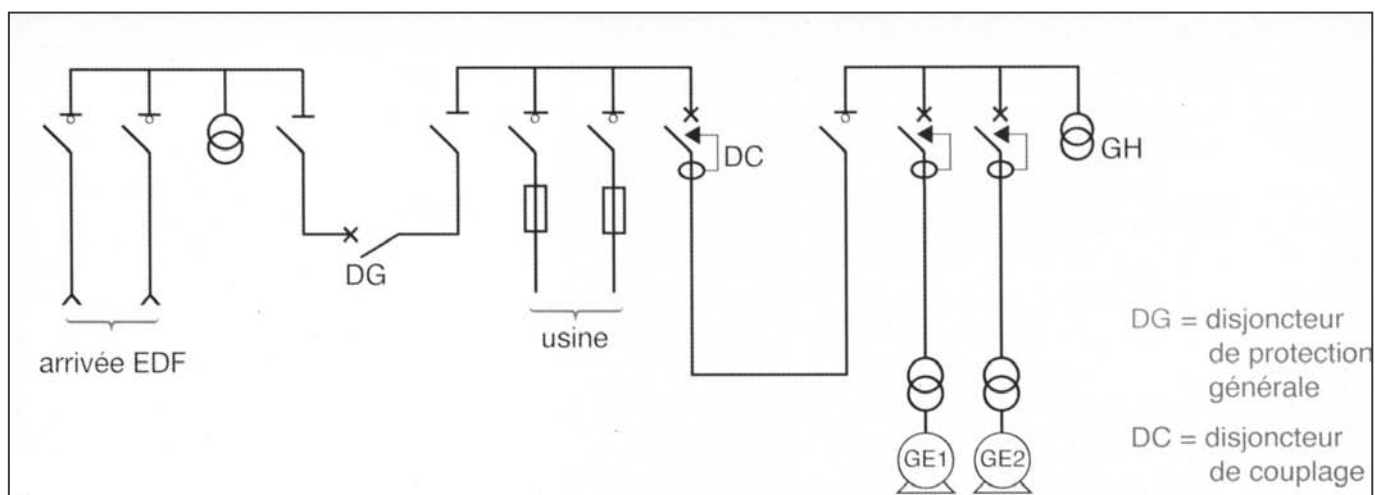 DC
GH
DG
usine
arrivée EDF
GE1
GE2
DG = disjoncteur
de protection
générale
DC = disjoncteur
de couplage